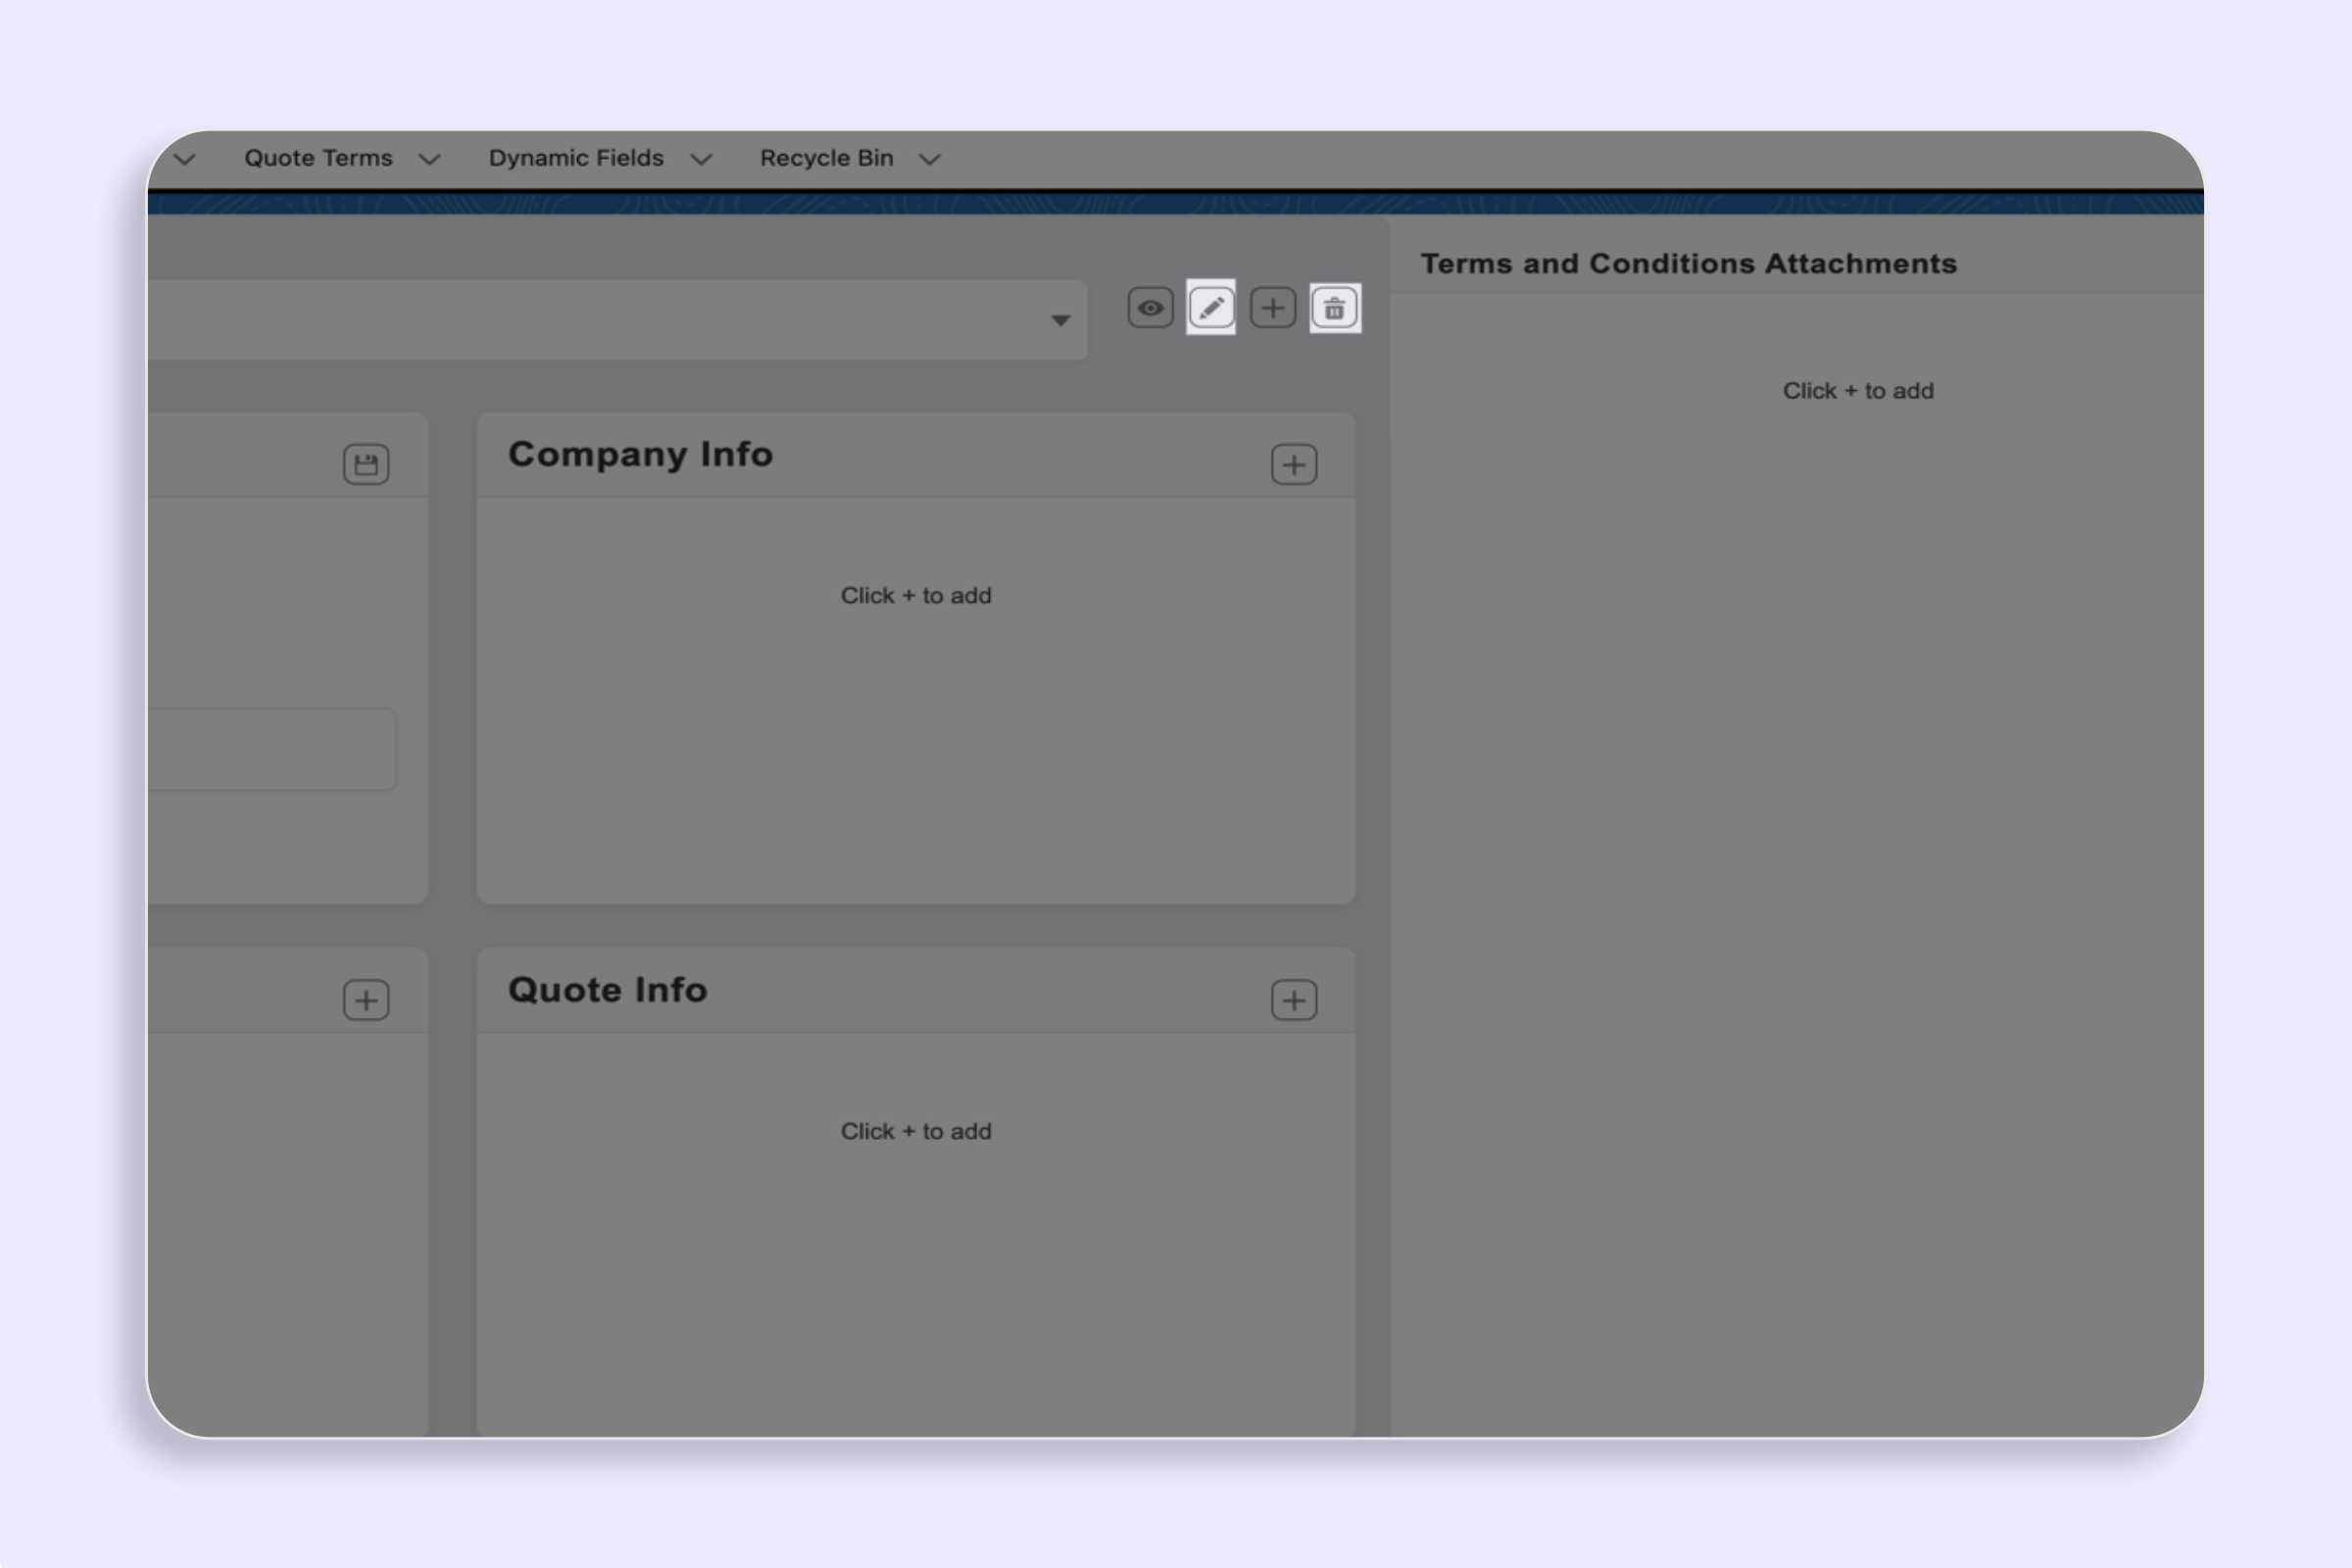 Quote Terms
Dynamic Fields
Recycle Bin
Terms and Conditions Attachments
Click + to add
Company Info
Click + to add
Quote Info
Click + to add